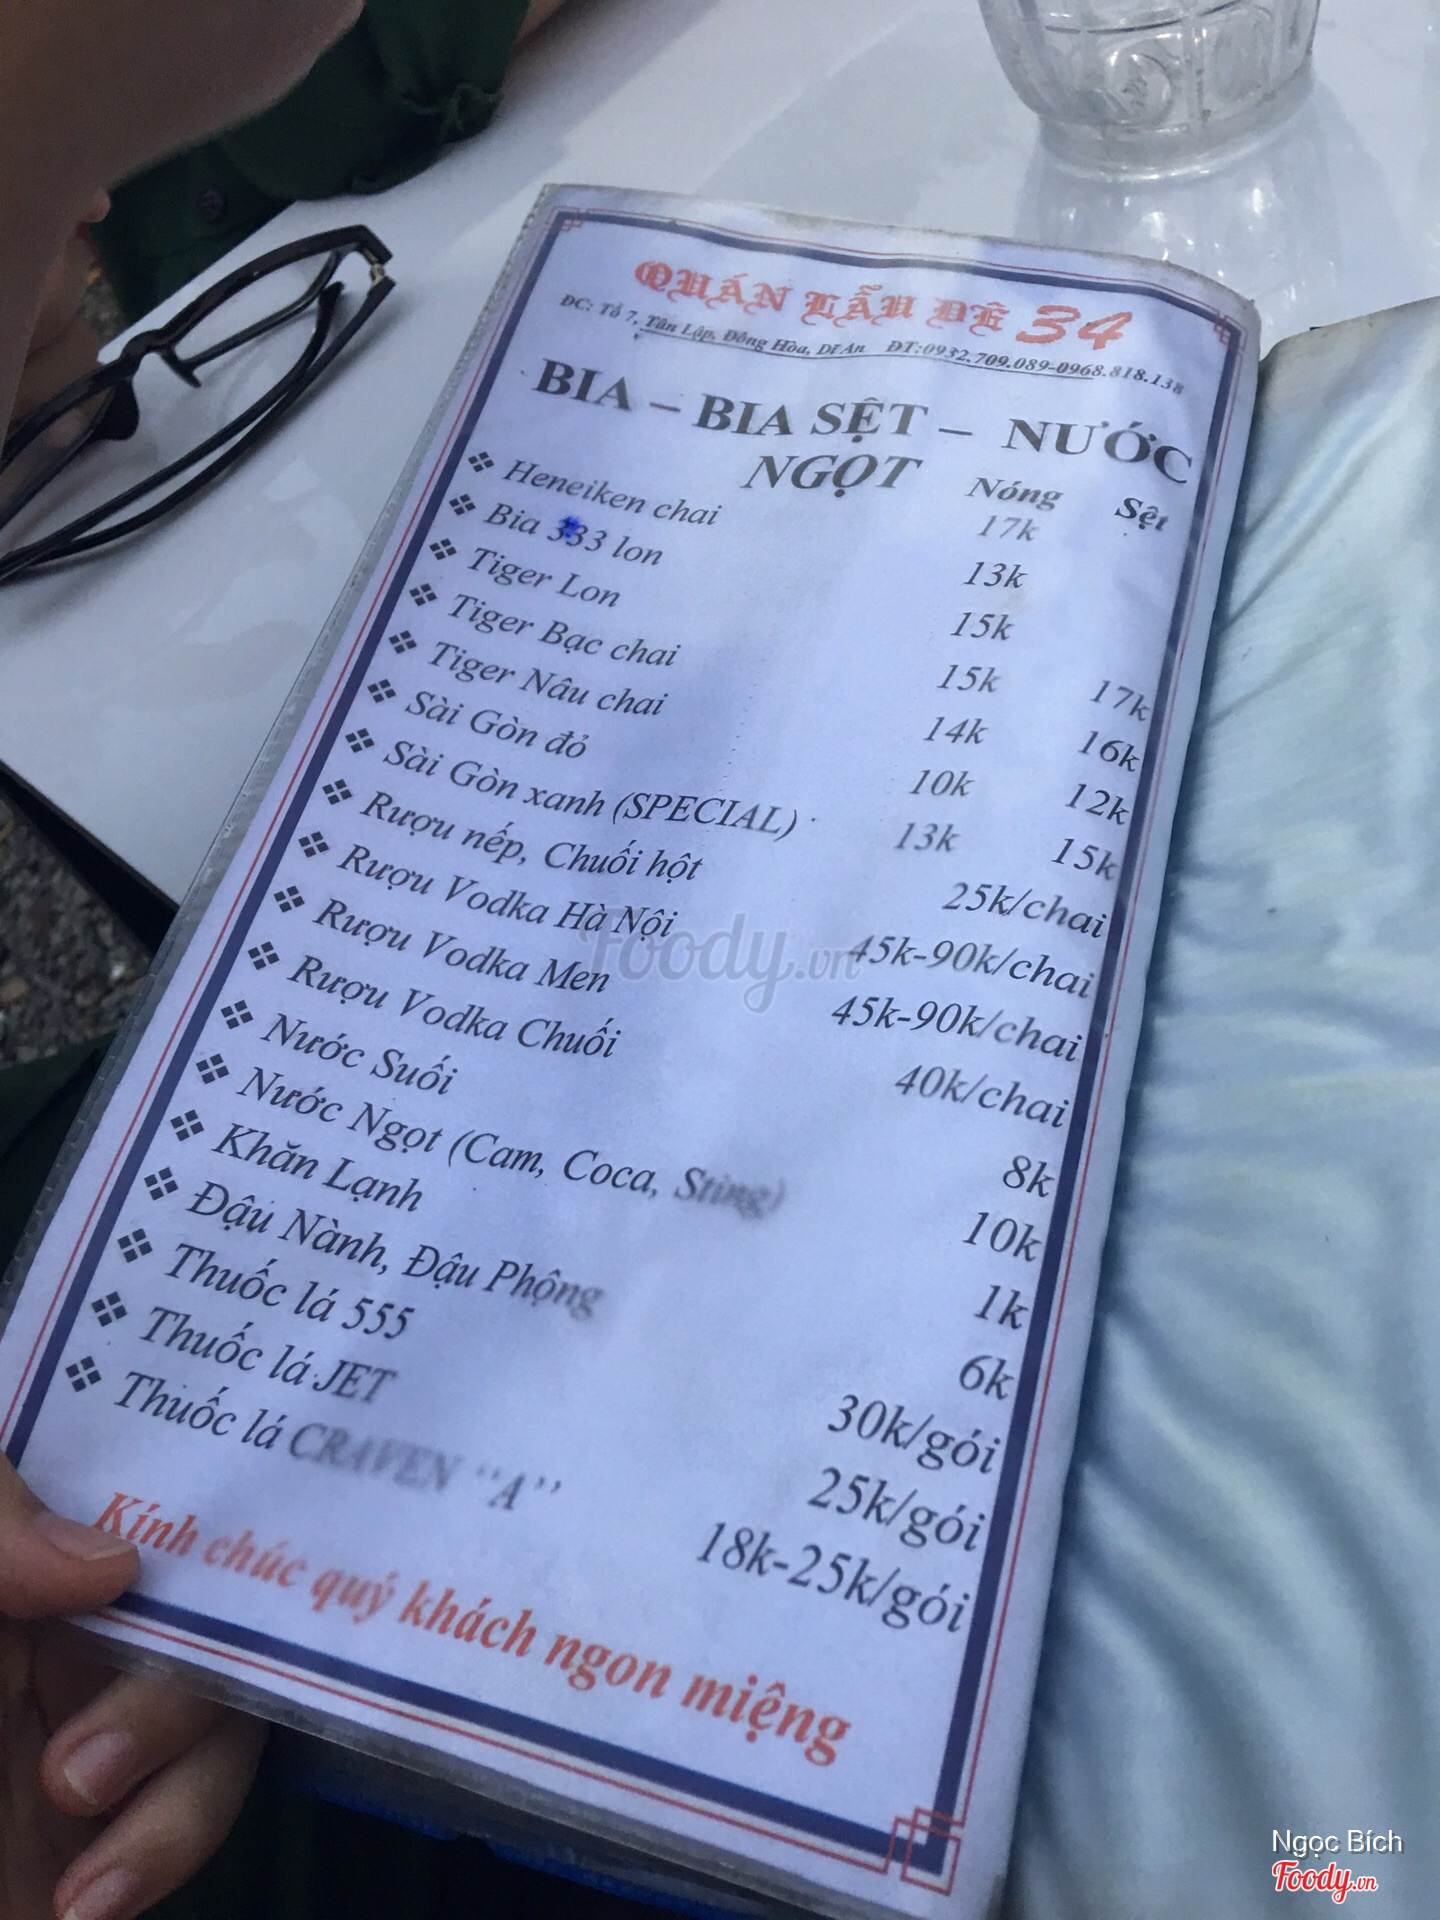 QUÁN LẨU DÊ 34
ĐC: Tổ 7, Tân Lập, Đông Hòa, Dĩ An ĐT:0932.709.089-0968.818.138
BIA – BIA SỆT – NƯỚC
NGỌT
Nóng Sệt
Heneiken chai 17k
Bia 333 lon 13k
Tiger Lon 15k
Tiger Bạc chai 15k 17k
Tiger Nâu chai 14k 16k
Sài Gòn đỏ 10k 12k
Sài Gòn xanh (SPECIAL) 13k 15k
Rượu nếp, Chuối hột 25k/chai
Rượu Vodka Hà Nội 45k-90k/chai
Rượu Vodka Men 45k-90k/chai
Rượu Vodka Chuối 40k/chai
Nước Suối 8k
Nước Ngọt (Cam, Coca, Sting) 10k
Khăn Lạnh 1k
Đậu Nành, Đậu Phộng 6k
Thuốc lá 555 30k/gói
Thuốc lá JET 25k/gói
Thuốc lá CRAVEN “A” 18k-25k/gói
Kính chúc quý khách ngon miệng
Foody.vn
Ngọc Bích
Foody.vn